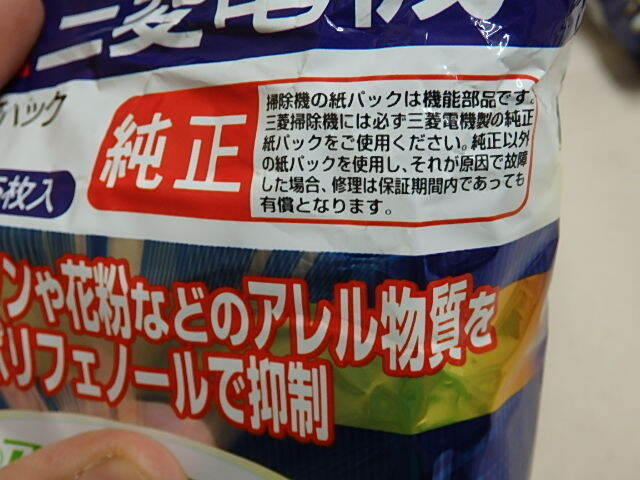 三菱電機
パック
純正
掃除機の紙パックは機能部品です。
三菱掃除機には必ず三菱電機製の純正
紙パックをご使用ください。純正以外
の紙パックを使用し、それが原因で故障
した場合、修理は保証期間内であっても
有償となります。
5枚入
ンや花粉などのアレル物質を
ポリフェノールで抑制